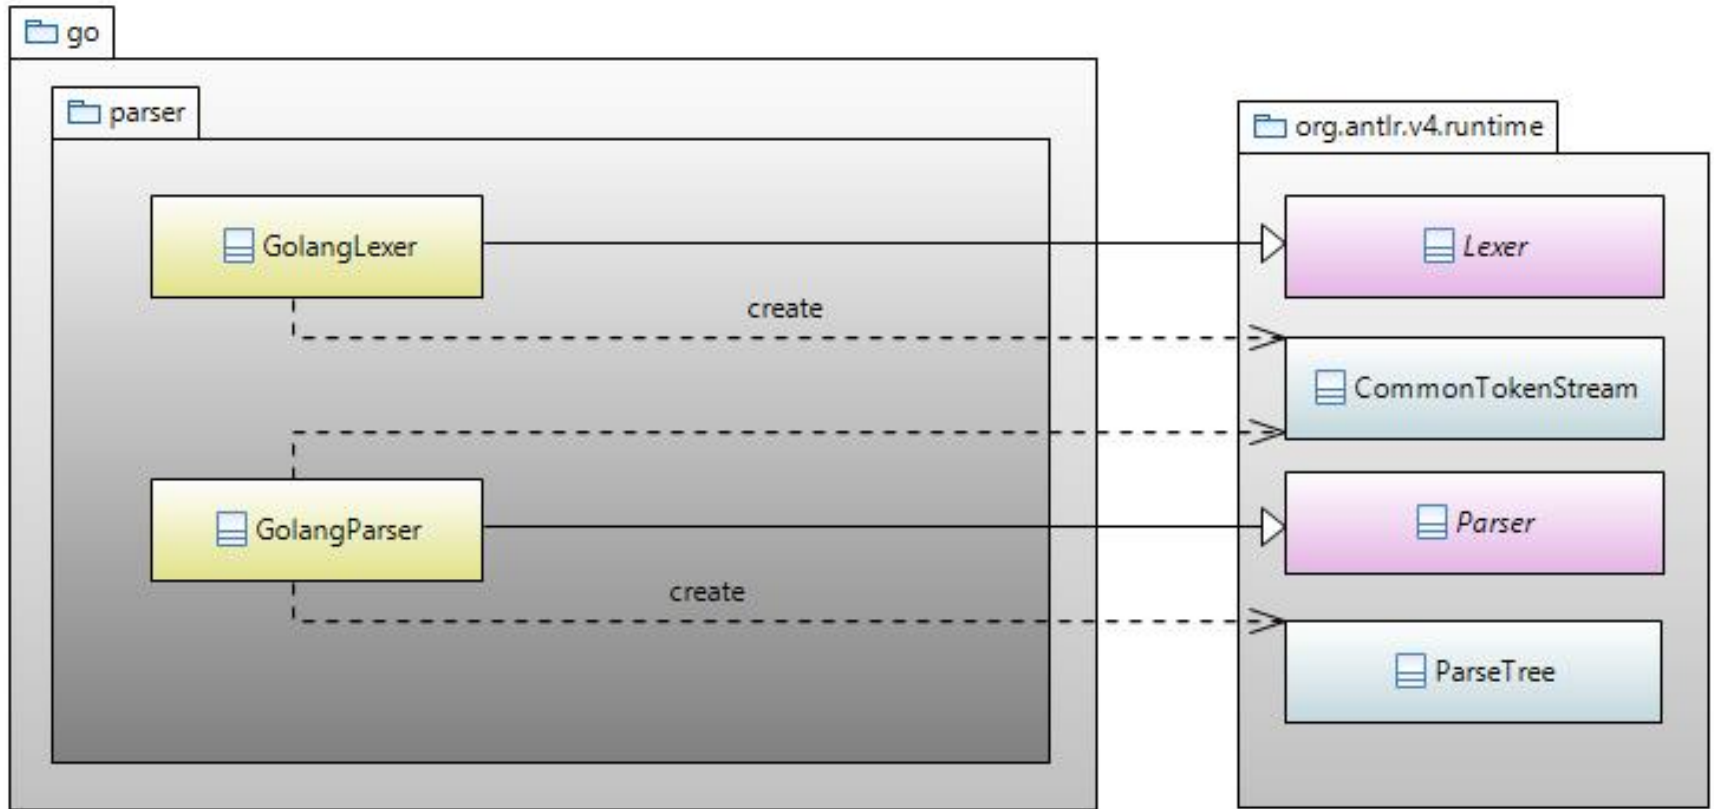 go
parser
org.antlr.v4.runtime
GolangLexer
Lexer
create
CommonTokenStream
GolangParser
Parser
create
ParseTree